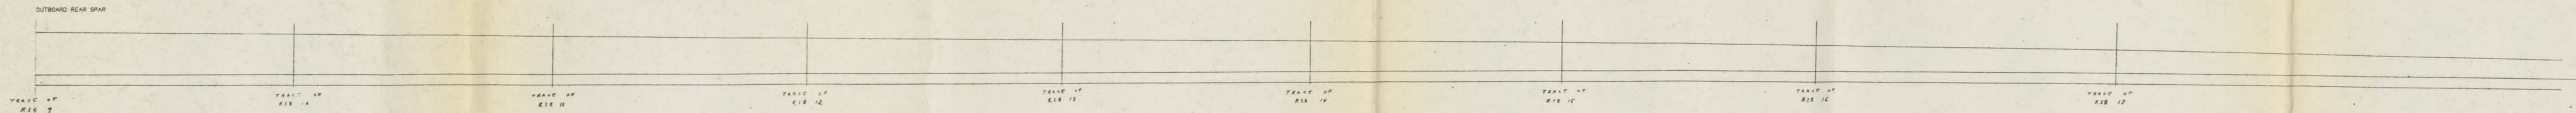 OUTBOARD REAR SPAR
TRACE OF
RIB 9
TRACE OF
RIB 10
TRACE OF
RIB 11
TRACE OF
RIB 12
TRACE OF
RIB 13
TRACE OF
RIB 14
TRACE OF
RIB 15
TRACE OF
RIB 16
TRACE OF
RIB 17